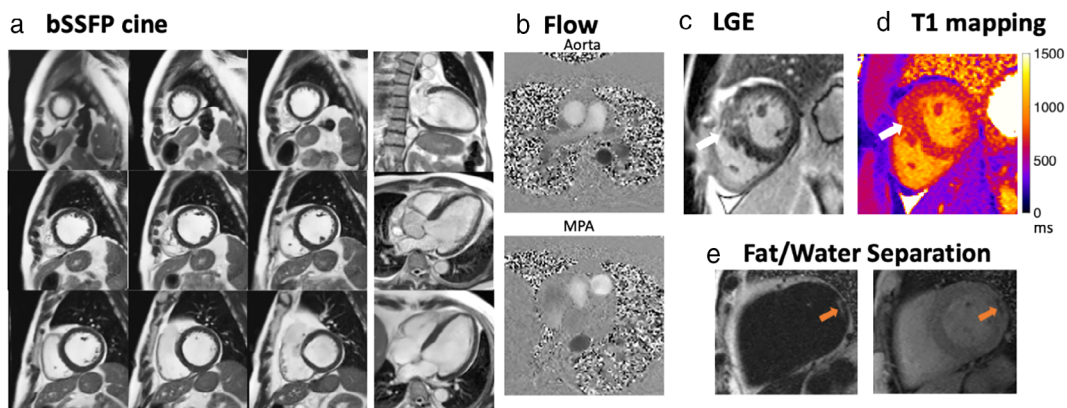 a bSSFP cine
b Flow
Aorta
MPA
c LGE
d T1 mapping
1500
1000
500
0
ms
e Fat/Water Separation